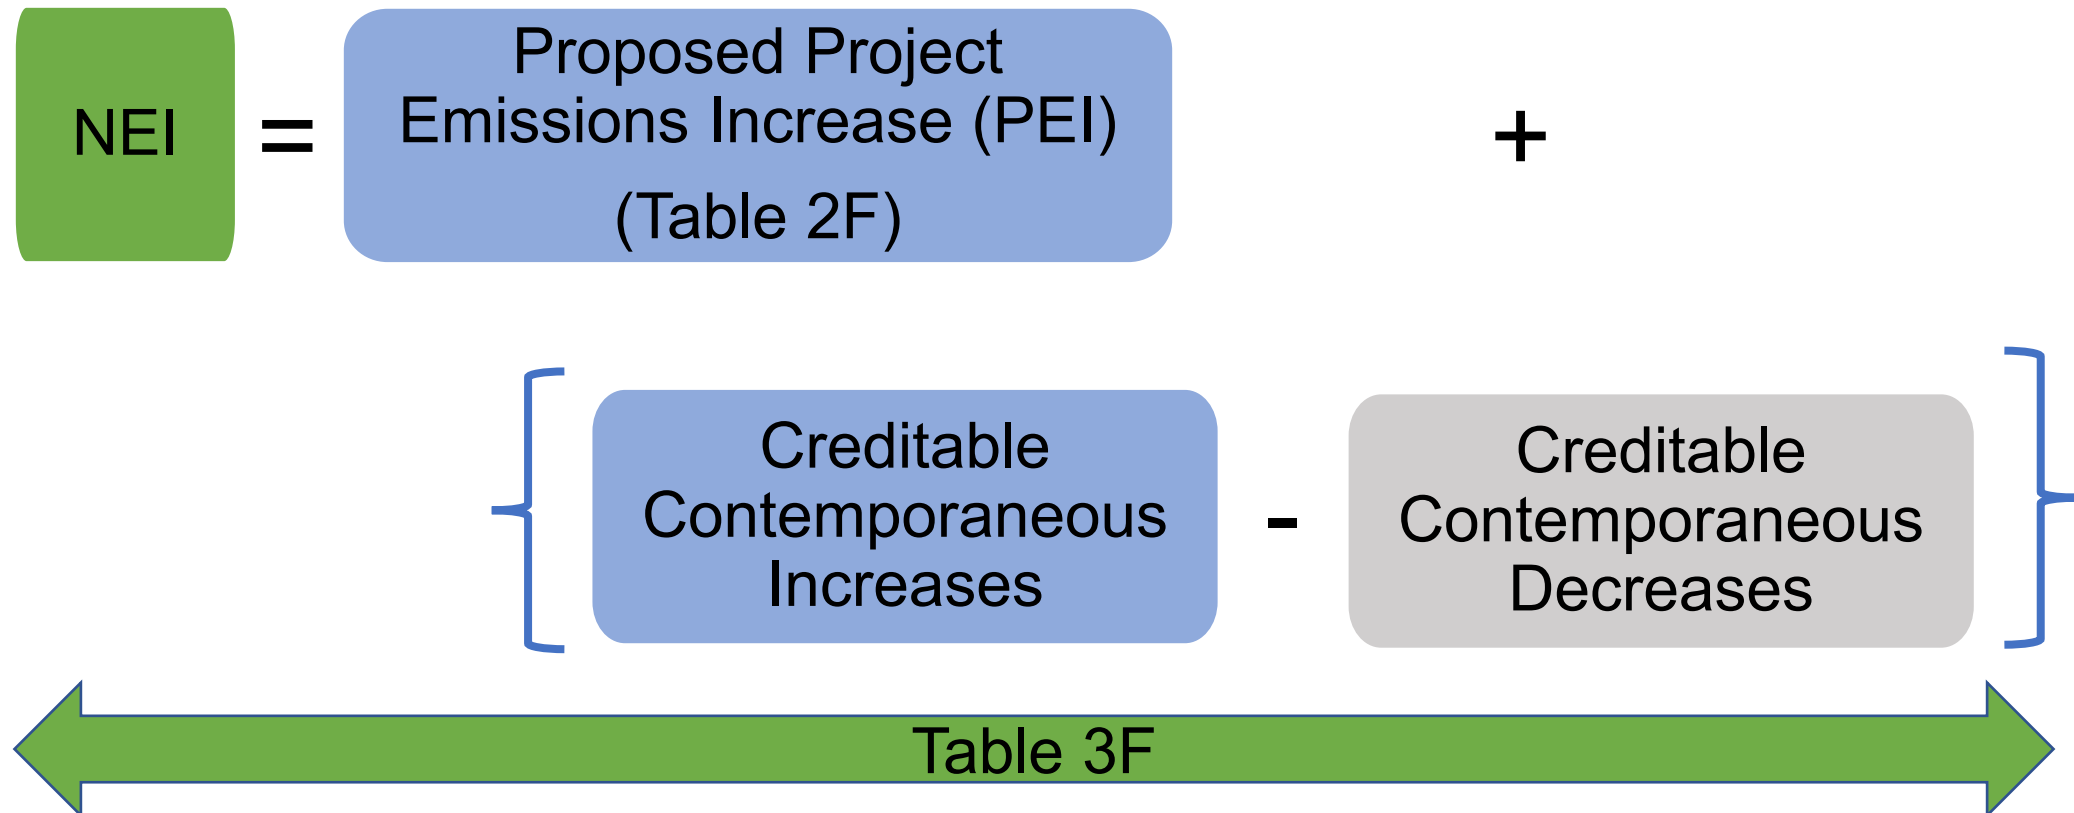 NEI
=
Proposed Project
Emissions Increase (PEI)
(Table 2F)
+
Creditable
Contemporaneous
Increases
-
Creditable
Contemporaneous
Decreases
Table 3F